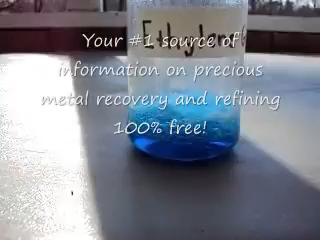 Your #1 source of
information on precious
metal recovery and refining
100% free!